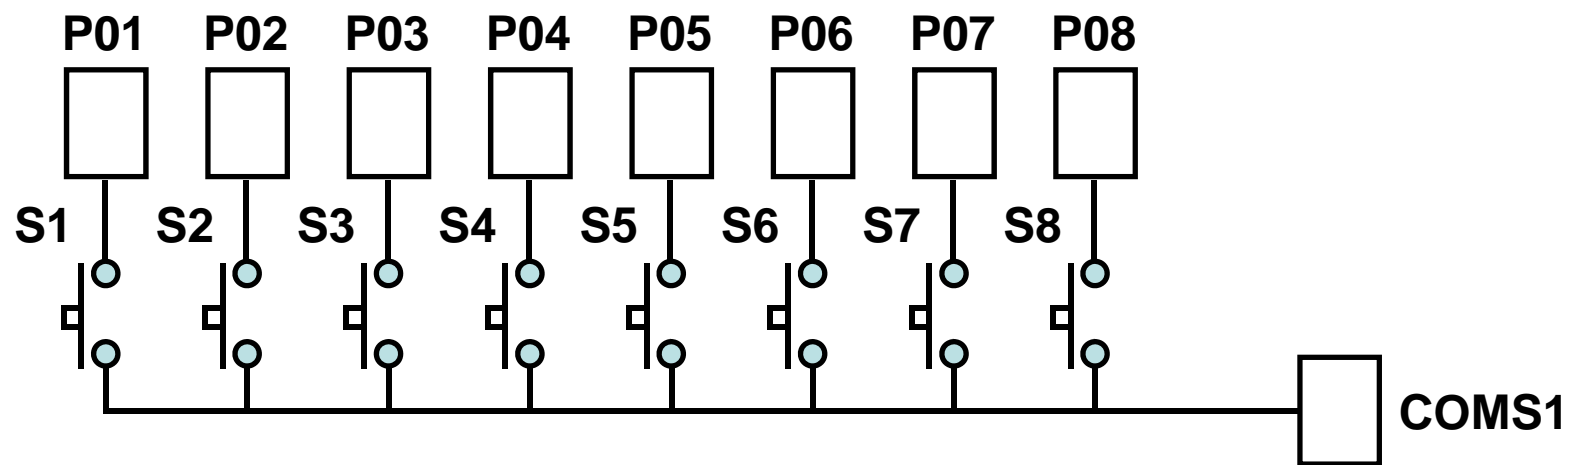 P01 P02 P03 P04 P05 P06 P07 P08
S1 S2 S3 S4 S5 S6 S7 S8
COMS1